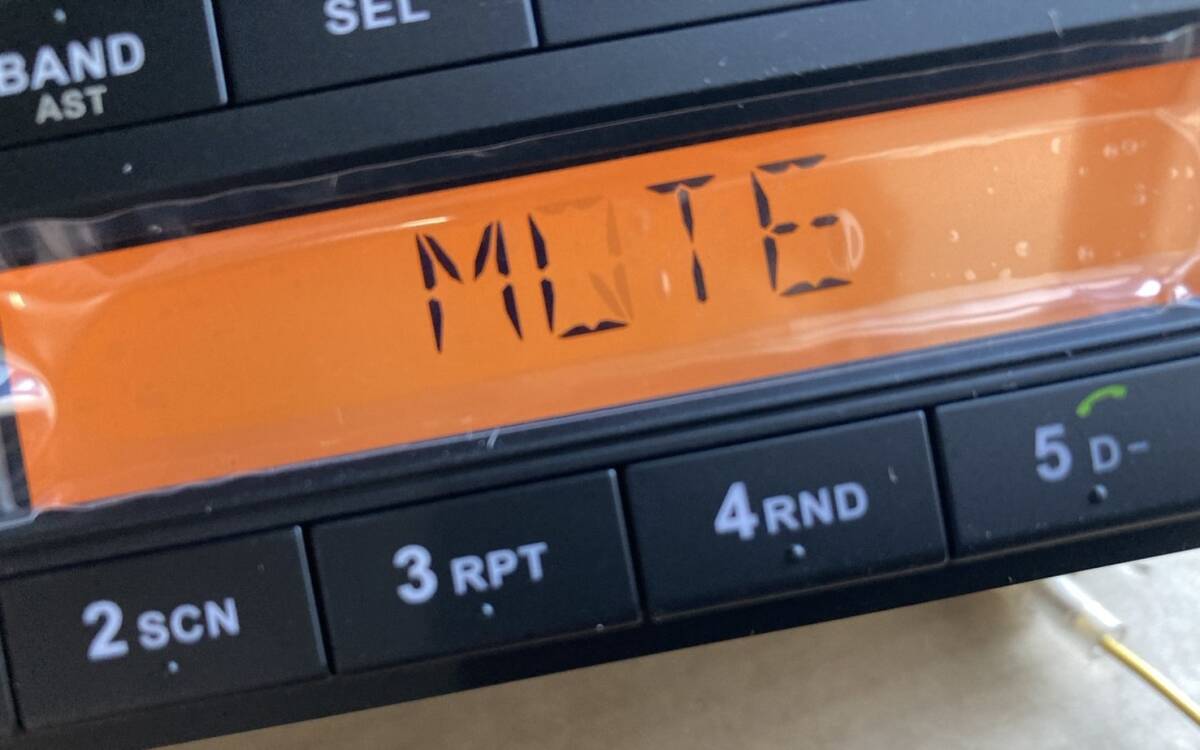 SEL
BAND
AST
MUTE
2 SCN
3 RPT
4 RND
5 D-